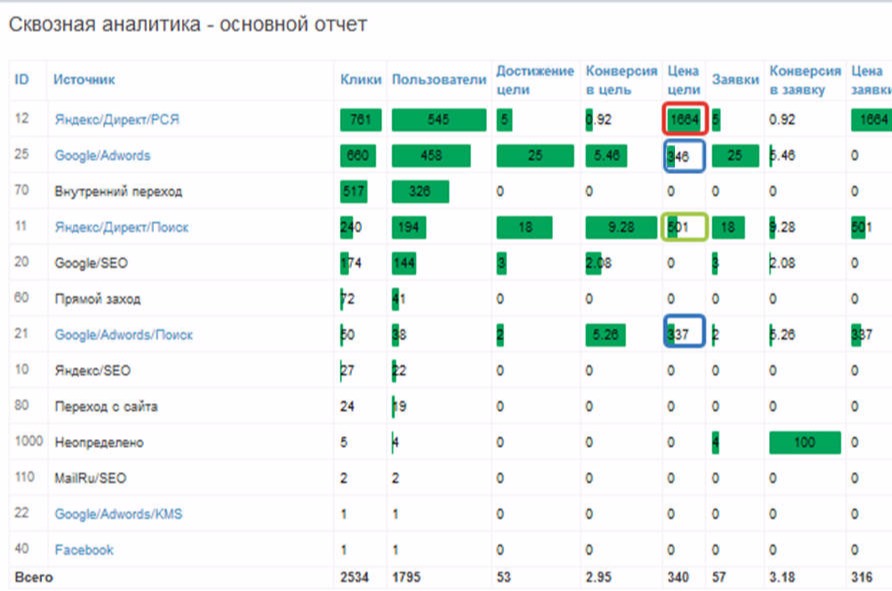 Сквозная аналитика - основной отчет
ID Источник Клики Пользователи Достижение цели Конверсия в цель Цена цели Заявки Конверсия в заявку Цена заявки
12 Яндекс/Директ/РСЯ 761 545 5 0.92 1664 5 0.92 1664
25 Google/Adwords 660 458 25 5.46 346 25 5.46 0
70 Внутренний переход 517 326 0 0 0 0 0 0
11 Яндекс/Директ/Поиск 240 194 18 9.28 501 18 9.28 501
20 Google/SEO 174 144 3 2.08 0 3 2.08 0
60 Прямой заход 72 41 0 0 0 0 0 0
21 Google/Adwords/Поиск 50 38 2 5.26 337 2 5.26 337
10 Яндекс/SEO 27 22 0 0 0 0 0 0
80 Переход с сайта 24 19 0 0 0 0 0 0
1000 Неопределено 5 4 0 0 0 4 100 0
110 MailRu/SEO 2 2 0 0 0 0 0 0
22 Google/Adwords/KMS 1 1 0 0 0 0 0 0
40 Facebook 1 1 0 0 0 0 0 0
Всего 2534 1795 53 2.95 340 57 3.18 316